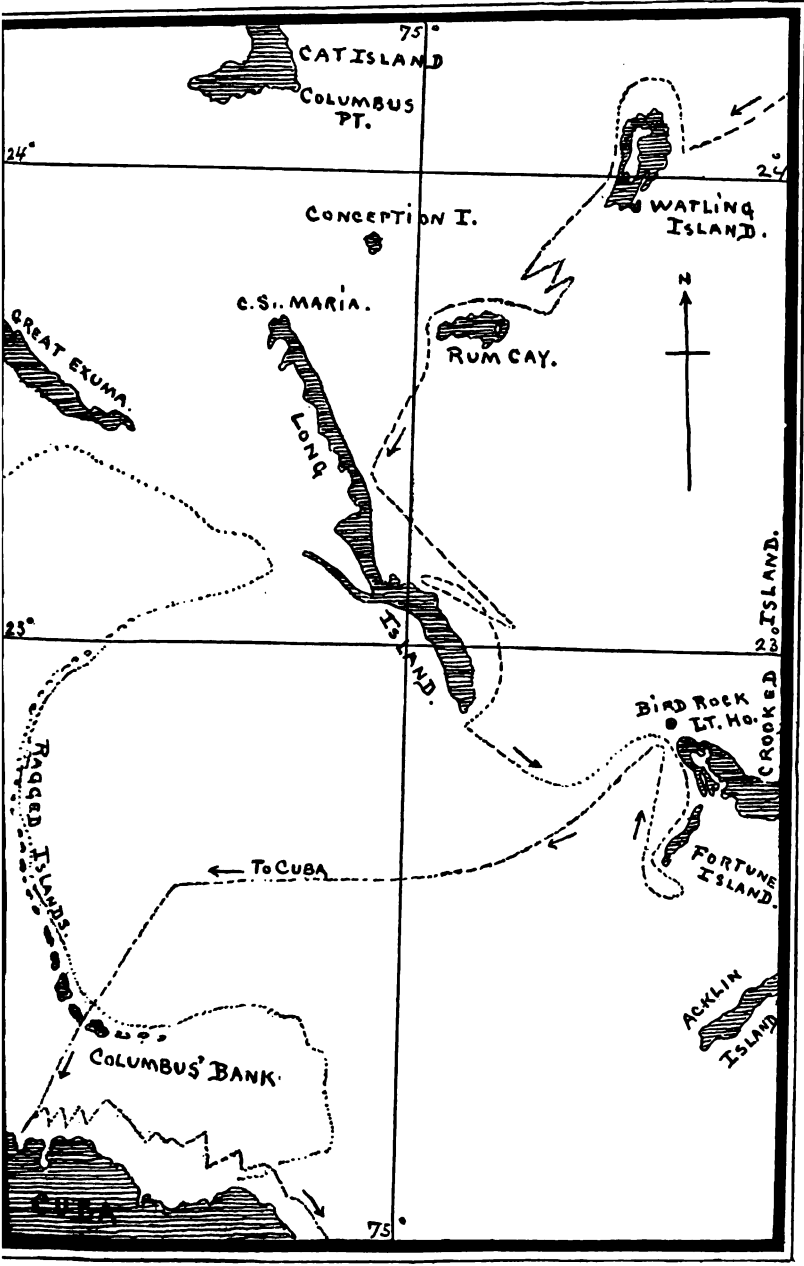 75°
CAT ISLAND
COLUMBUS
PT.
24°
24°
WATLING
ISLAND.
CONCEPTION I.
C. St. MARIA.
N
GREAT EXUMA.
RUM CAY.
LONG
ISLAND.
23°
23°
CROOKED ISLAND.
BIRD ROCK
LT. HO.
RAGGED ISLANDS.
TO CUBA
FORTUNE
ISLAND.
ACKLIN
ISLAND
COLUMBUS' BANK.
CUBA
75°